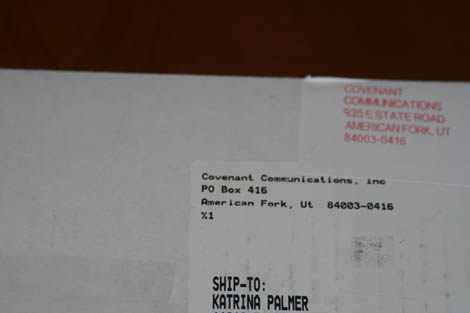 COVENANT
COMMUNICATIONS
920 E. STATE ROAD
AMERICAN FORK, UT
84003-0416
Covenant Communications, Inc
PO Box 416
American Fork, Ut 84003-0416
%1
SHIP-TO:
KATRINA PALMER